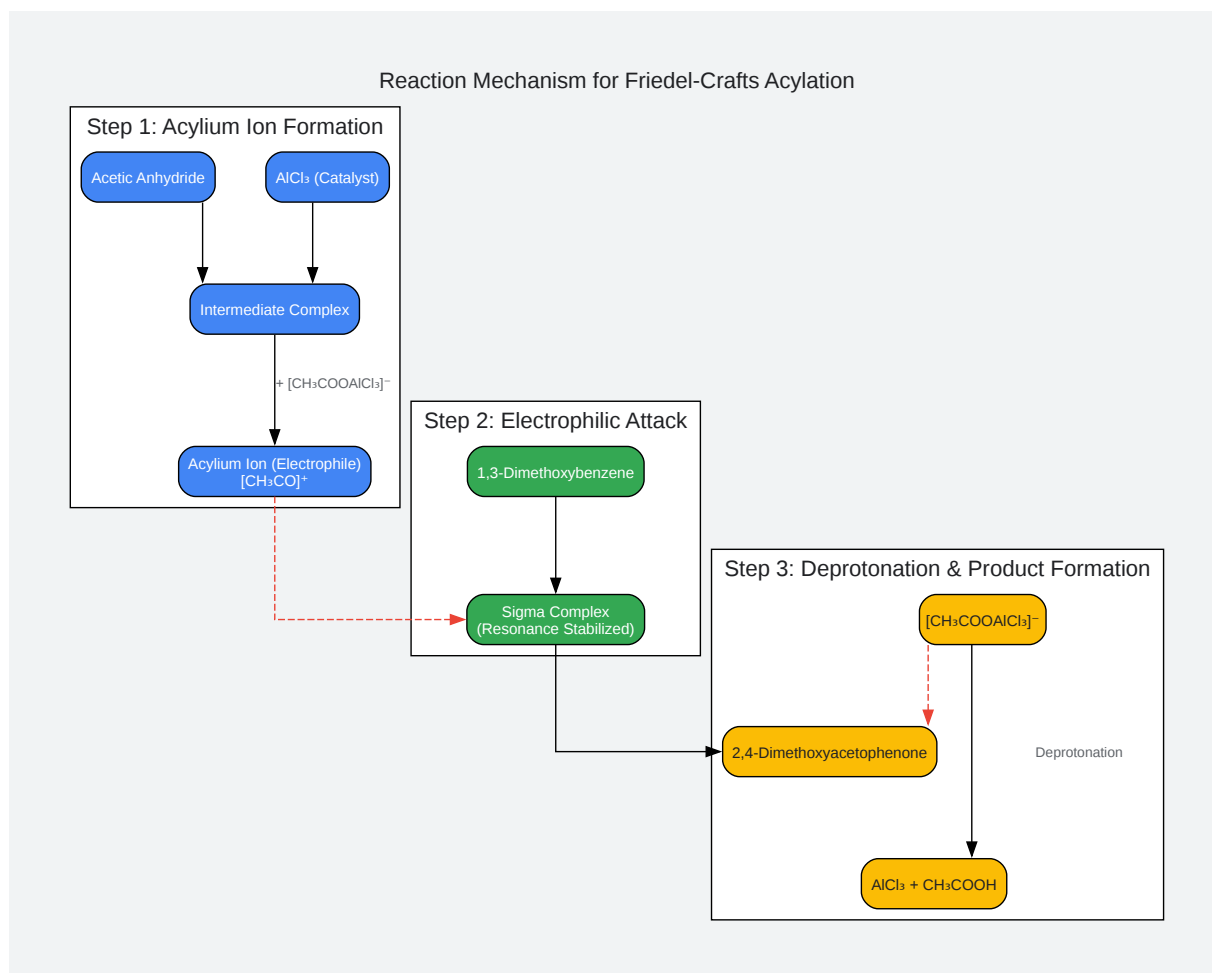 Reaction Mechanism for Friedel-Crafts Acylation
Step 1: Acylium Ion Formation
Acetic Anhydride
AlCl₃ (Catalyst)
Intermediate Complex
+ [CH₃COOAlCl₃]⁻
Acylium Ion (Electrophile)
[CH₃CO]⁺
Step 2: Electrophilic Attack
1,3-Dimethoxybenzene
Sigma Complex
(Resonance Stabilized)
Step 3: Deprotonation & Product Formation
[CH₃COOAlCl₃]⁻
2,4-Dimethoxyacetophenone
Deprotonation
AlCl₃ + CH₃COOH